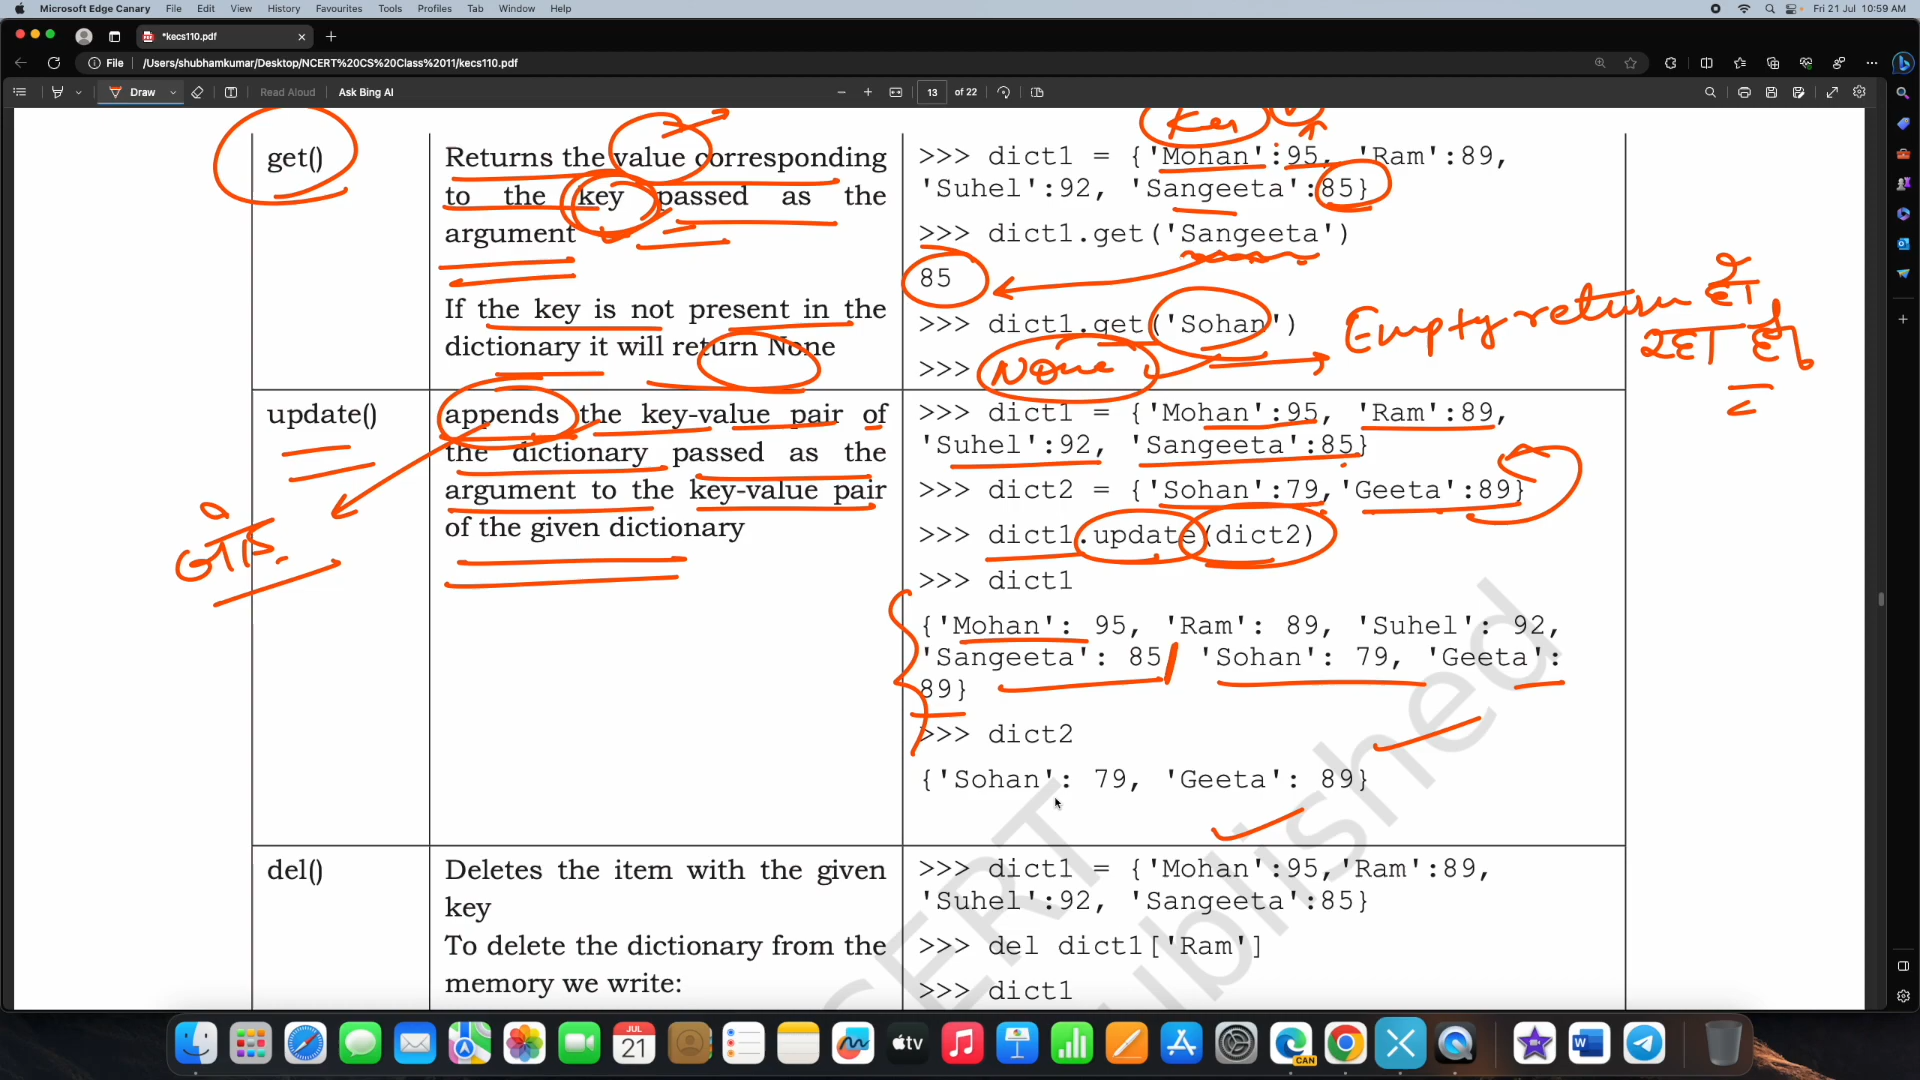 Microsoft Edge Canary File Edit View History Favourites Tools Profiles Tab Window Help Fri 21 Jul 10:59 AM
*kecs110.pdf
File /Users/shubhamkumar/Desktop/NCERT%20CS%20Class%2011/kecs110.pdf
Draw Read Aloud Ask Bing AI 13 of 22
get()
Returns the value corresponding
to the key passed as the
argument
If the key is not present in the
dictionary it will return None
Key
>>> dict1 = {'Mohan':95, 'Ram':89,
'Suhel':92, 'Sangeeta':85}
>>> dict1.get('Sangeeta')
85
>>> dict1.get('Sohan')
>>> None
Empty return
update()
appends the key-value pair of
the dictionary passed as the
argument to the key-value pair
of the given dictionary
>>> dict1 = {'Mohan':95, 'Ram':89,
'Suhel':92, 'Sangeeta':85}
>>> dict2 = {'Sohan':79,'Geeta':89}
>>> dict1.update(dict2)
>>> dict1
{'Mohan': 95, 'Ram': 89, 'Suhel': 92,
'Sangeeta': 85, 'Sohan': 79, 'Geeta':
89}
>>> dict2
{'Sohan': 79, 'Geeta': 89}
del()
Deletes the item with the given
key
To delete the dictionary from the
memory we write:
>>> dict1 = {'Mohan':95,'Ram':89,
'Suhel':92, 'Sangeeta':85}
>>> del dict1['Ram']
>>> dict1
JUL
21
tv
CAN